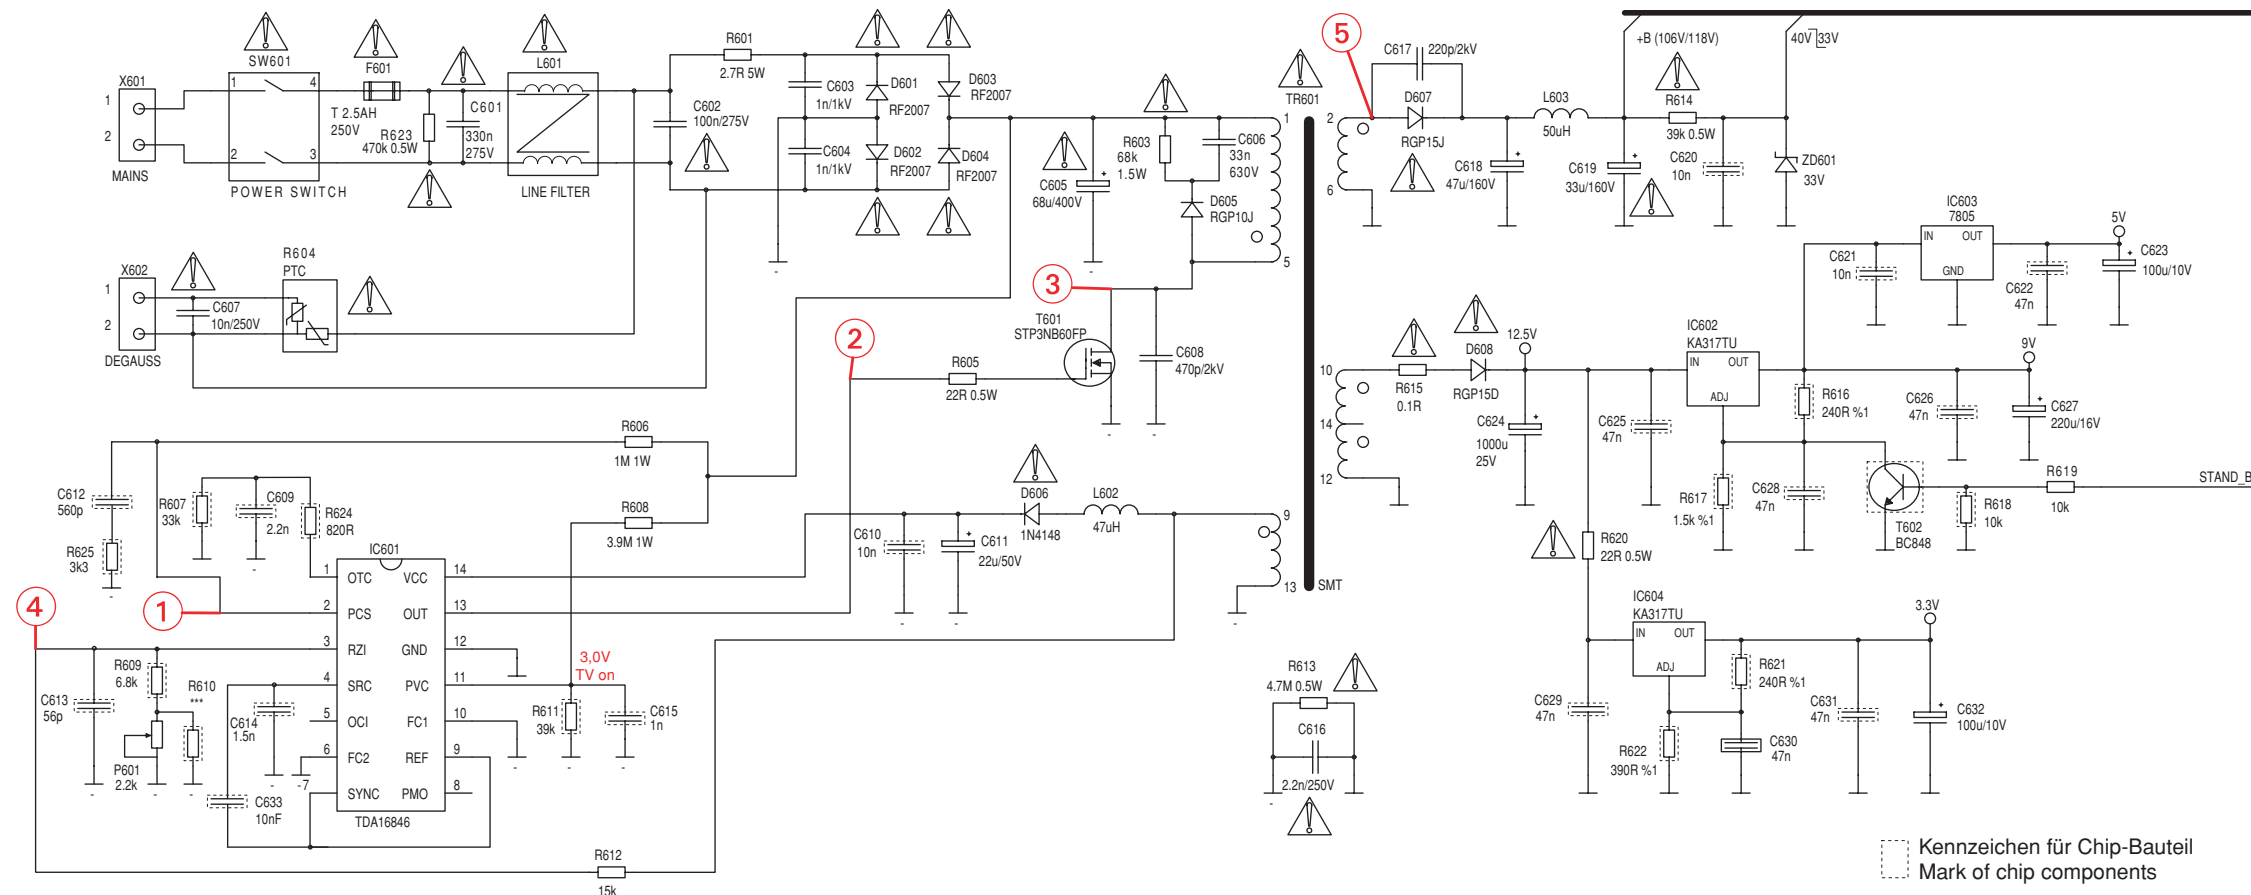 X601
1
2
MAINS
SW601
1
4
2
3
POWER SWITCH
F601
T 2.5AH
250V
R623
470k 0.5W
C601
330n
275V
L601
LINE FILTER
R601
2.7R 5W
C602
100n/275V
C603
1n/1kV
C604
1n/1kV
D601
RF2007
D603
RF2007
D602
RF2007
D604
RF2007
X602
1
2
DEGAUSS
C607
10n/250V
R604
PTC
C605
68u/400V
R603
68k
1.5W
C606
33n
630V
D605
RGP10J
TR601
1
5
2
6
10
14
12
9
13
SMT
3
T601
STP3NB60FP
C608
470p/2kV
2
R605
22R 0.5W
5
C617
220p/2kV
D607
RGP15J
C618
47u/160V
L603
50uH
+B (106V/118V)
C619
33u/160V
R614
39k 0.5W
C620
10n
40V
33V
ZD601
33V
IC603
7805
IN
OUT
GND
5V
C621
10n
C622
47n
C623
100u/10V
R615
0.1R
D608
RGP15D
12.5V
C624
1000u
25V
C625
47n
IC602
KA317TU
IN
OUT
ADJ
R616
240R %1
9V
C626
47n
C627
220u/16V
R617
1.5k %1
C628
47n
T602
BC848
R618
10k
R619
10k
STAND_B
R620
22R 0.5W
IC604
KA317TU
IN
OUT
ADJ
3.3V
C629
47n
R621
240R %1
R622
390R %1
C630
47n
C631
47n
C632
100u/10V
R606
1M 1W
R608
3.9M 1W
C612
560p
R625
3k3
R607
33k
C609
2.2n
R624
820R
IC601
1
OTC
VCC
14
2
PCS
OUT
13
3
RZI
GND
12
4
SRC
PVC
11
5
OCI
FC1
10
6
FC2
REF
9
7
SYNC
PMO
8
TDA16846
1
4
C610
10n
C611
22u/50V
D606
1N4148
L602
47uH
3,0V
TV on
R611
39k
C615
1n
C613
56p
R609
6.8k
R610
***
P601
2.2k
C614
1.5n
C633
10nF
R612
15k
R613
4.7M 0.5W
C616
2.2n/250V
Kennzeichen für Chip-Bauteil
Mark of chip components